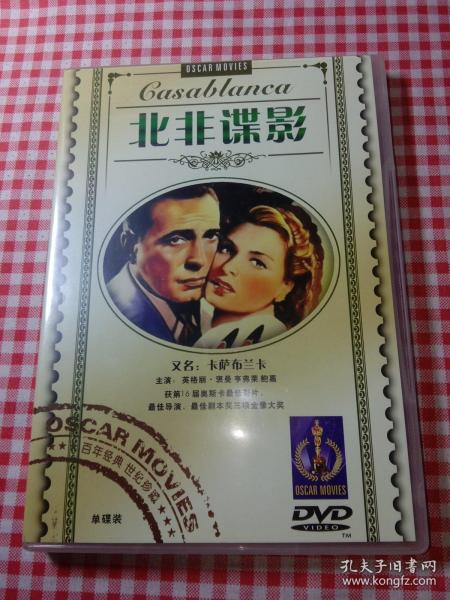 OSCAR MOVIES
Casablanca
北非谍影
又名：卡萨布兰卡
主演：英格丽·褒曼 亨弗莱 鲍嘉
获第16届奥斯卡最佳影片，
最佳导演，最佳剧本奖三项金像大奖
OSCAR MOVIES
百年经典 世纪珍藏
OSCAR MOVIES
OSCAR MOVIES
单碟装
DVD
VIDEO
TM
孔夫子旧书网
www.kongfz.com